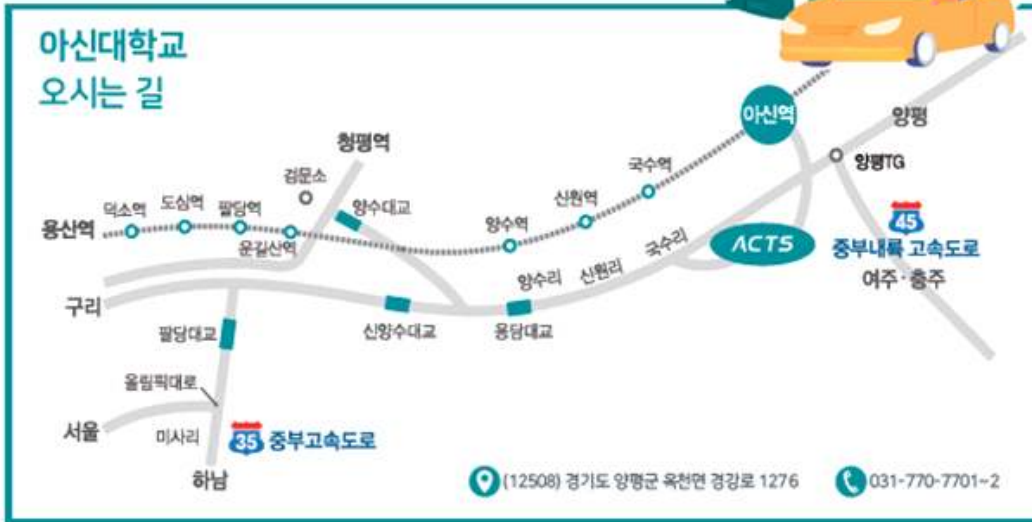 아신대학교
오시는 길
아신역
양평
양평TG
청평역
국수역
검문소
신원역
양수대교
도심역
팔당역
덕소역
용산역
양수역
운길산역
45
ACTS
중부내륙 고속도로
여주·충주
국수리
신원리
양수리
구리
팔당대교
신양수대교
용담대교
올림픽대로
서울
미사리
35 중부고속도로
하남
(12508) 경기도 양평군 옥천면 경강로 1276
031-770-7701~2